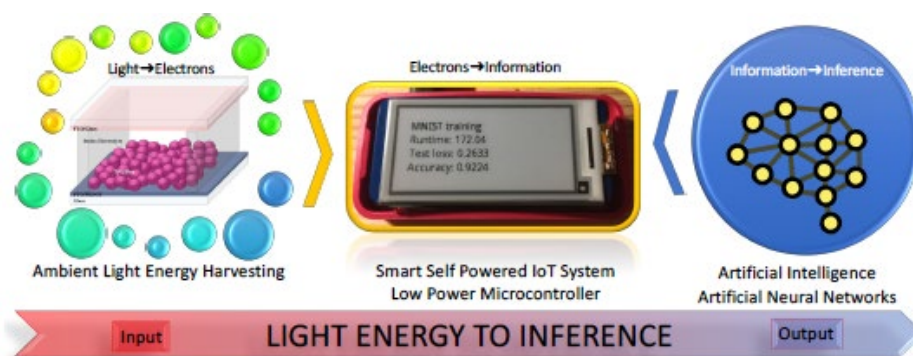 Light→Electrons
Electrons→Information
Information→Inference
MNIST training
Runtime: 172.04
Test loss: 0.2633
Accuracy: 0.9224
Ambient Light Energy Harvesting
Smart Self Powered IoT System
Low Power Microcontroller
Artificial Intelligence
Artificial Neural Networks
Input
LIGHT ENERGY TO INFERENCE
Output